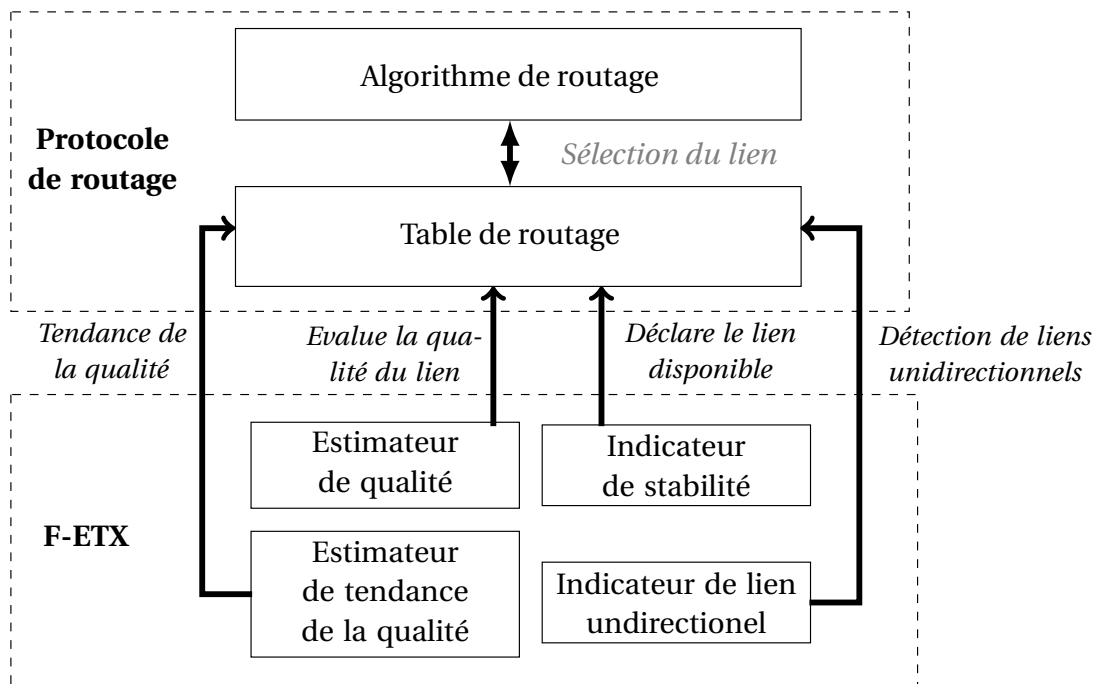 Algorithme de routage
Protocole
de routage
Sélection du lien
Table de routage
Tendance de
la qualité
Evalue la qua-
lité du lien
Déclare le lien
disponible
Détection de liens
unidirectionnels
Estimateur
de qualité
Indicateur
de stabilité
F-ETX
Estimateur
de tendance
de la qualité
Indicateur de lien
undirectionel